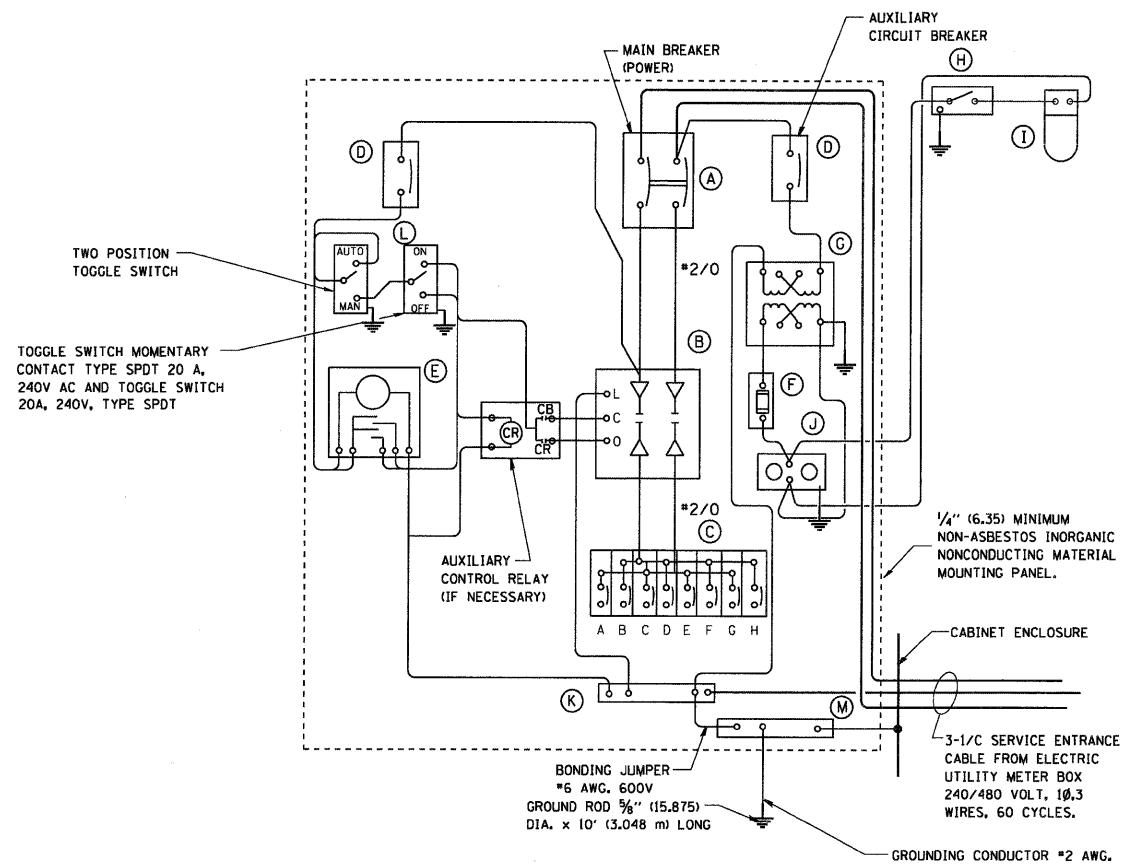 AUXILIARY
CIRCUIT BREAKER
MAIN BREAKER
(POWER)
H
I
D
A
D
L
G
TWO POSITION
TOGGLE SWITCH
AUTO
MAN
ON
OFF
#2/0
TOGGLE SWITCH MOMENTARY
CONTACT TYPE SPDT 20 A,
240V AC AND TOGGLE SWITCH
20A, 240V, TYPE SPDT
E
B
F
J
L
C
O
CB
CR
CR
#2/0
C
AUXILIARY
CONTROL RELAY
(IF NECESSARY)
A B C D E F G H
1/4" (6.35) MINIMUM
NON-ASBESTOS INORGANIC
NONCONDUCTING MATERIAL
MOUNTING PANEL.
CABINET ENCLOSURE
K
M
BONDING JUMPER
#6 AWG. 600V
GROUND ROD 5/8" (15.875)
DIA. x 10' (3.048 m) LONG
3-1/C SERVICE ENTRANCE
CABLE FROM ELECTRIC
UTILITY METER BOX
240/480 VOLT, 1Ø,3
WIRES, 60 CYCLES.
GROUNDING CONDUCTOR #2 AWG.